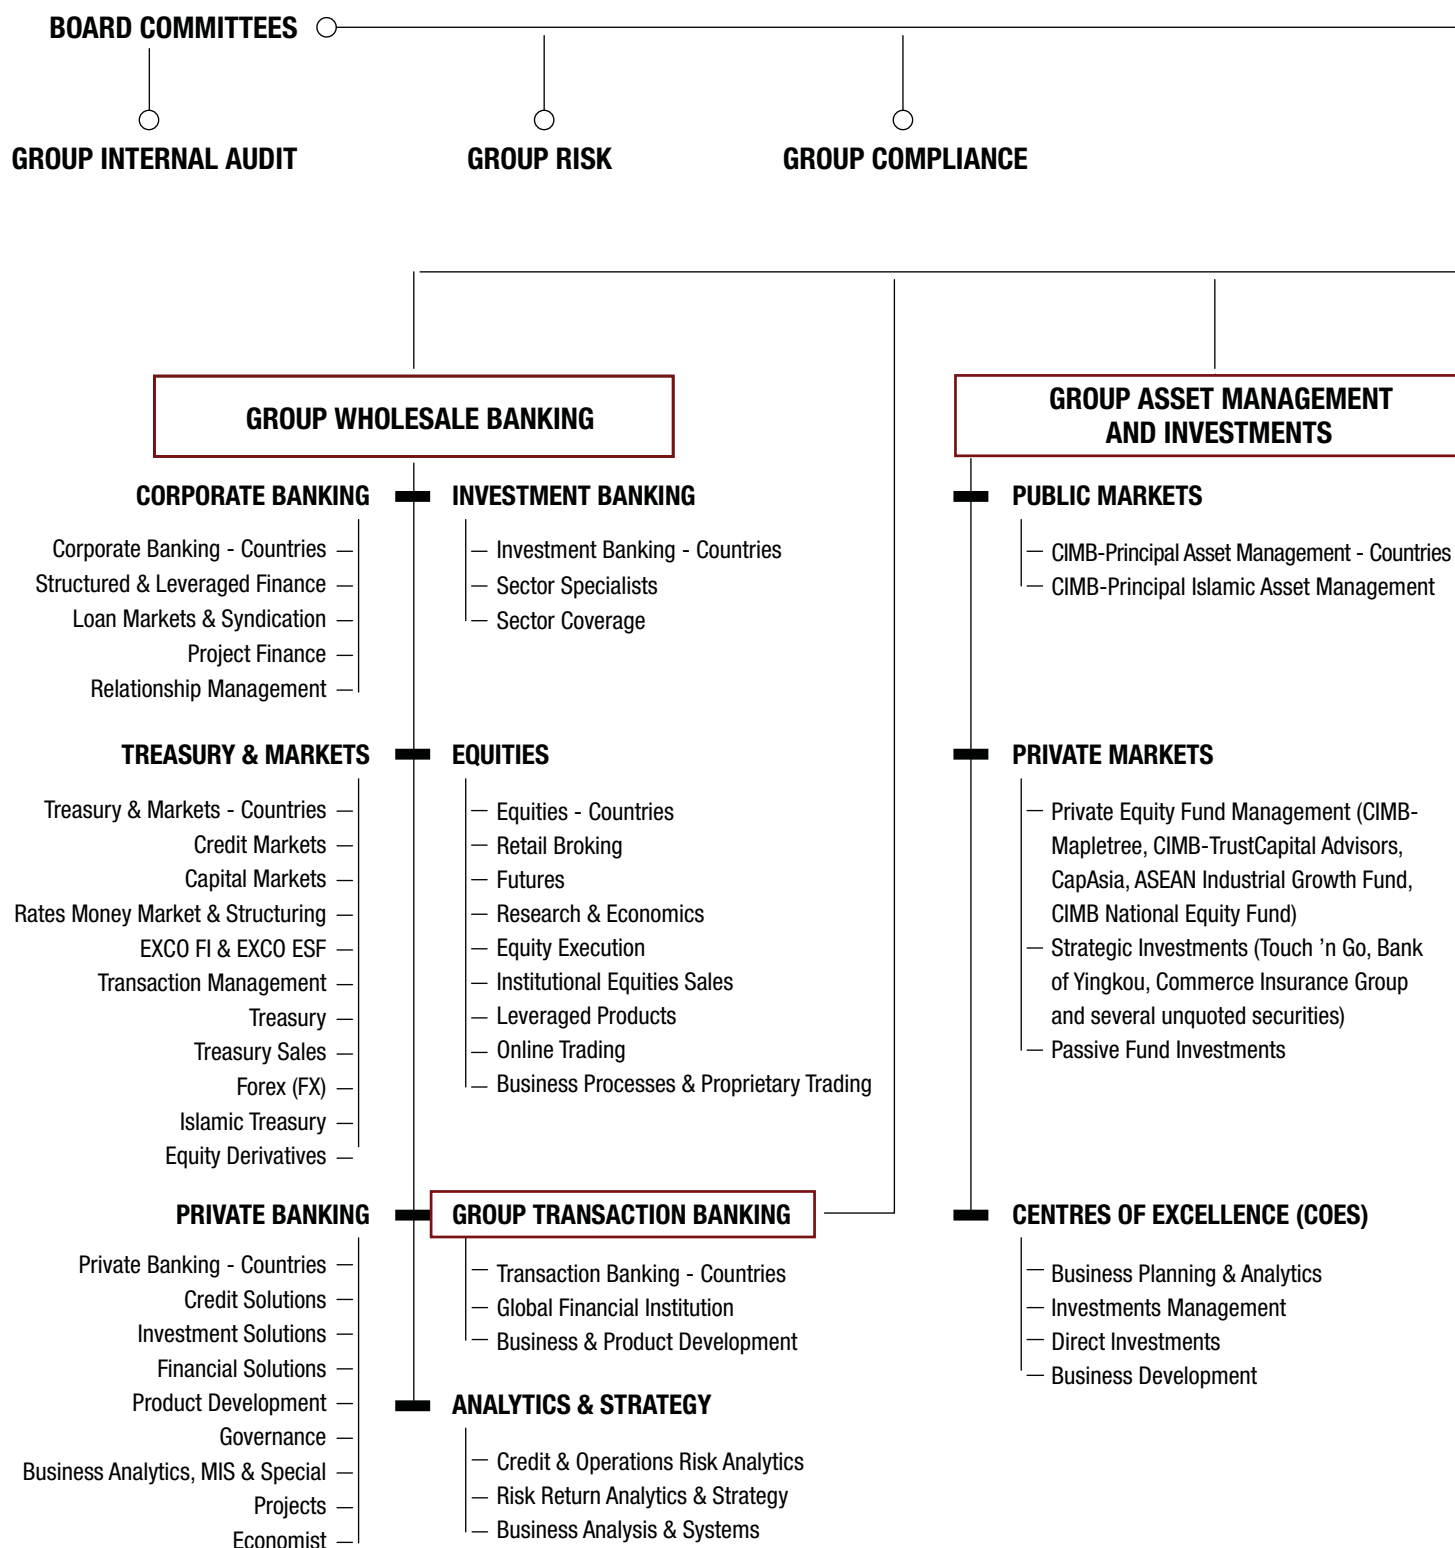 BOARD COMMITTEES
GROUP INTERNAL AUDIT
GROUP RISK
GROUP COMPLIANCE
GROUP WHOLESALE BANKING
CORPORATE BANKING
Corporate Banking - Countries
Structured & Leveraged Finance
Loan Markets & Syndication
Project Finance
Relationship Management
INVESTMENT BANKING
Investment Banking - Countries
Sector Specialists
Sector Coverage
TREASURY & MARKETS
Treasury & Markets - Countries
Credit Markets
Capital Markets
Rates Money Market & Structuring
EXCO FI & EXCO ESF
Transaction Management
Treasury
Treasury Sales
Forex (FX)
Islamic Treasury
Equity Derivatives
EQUITIES
Equities - Countries
Retail Broking
Futures
Research & Economics
Equity Execution
Institutional Equities Sales
Leveraged Products
Online Trading
Business Processes & Proprietary Trading
PRIVATE BANKING
Private Banking - Countries
Credit Solutions
Investment Solutions
Financial Solutions
Product Development
Governance
Business Analytics, MIS & Special
Projects
Economist
GROUP TRANSACTION BANKING
Transaction Banking - Countries
Global Financial Institution
Business & Product Development
ANALYTICS & STRATEGY
Credit & Operations Risk Analytics
Risk Return Analytics & Strategy
Business Analysis & Systems
GROUP ASSET MANAGEMENT
AND INVESTMENTS
PUBLIC MARKETS
CIMB-Principal Asset Management - Countries
CIMB-Principal Islamic Asset Management
PRIVATE MARKETS
Private Equity Fund Management (CIMB-
Mapletree, CIMB-TrustCapital Advisors,
CapAsia, ASEAN Industrial Growth Fund,
CIMB National Equity Fund)
Strategic Investments (Touch ’n Go, Bank
of Yingkou, Commerce Insurance Group
and several unquoted securities)
Passive Fund Investments
CENTRES OF EXCELLENCE (COES)
Business Planning & Analytics
Investments Management
Direct Investments
Business Development